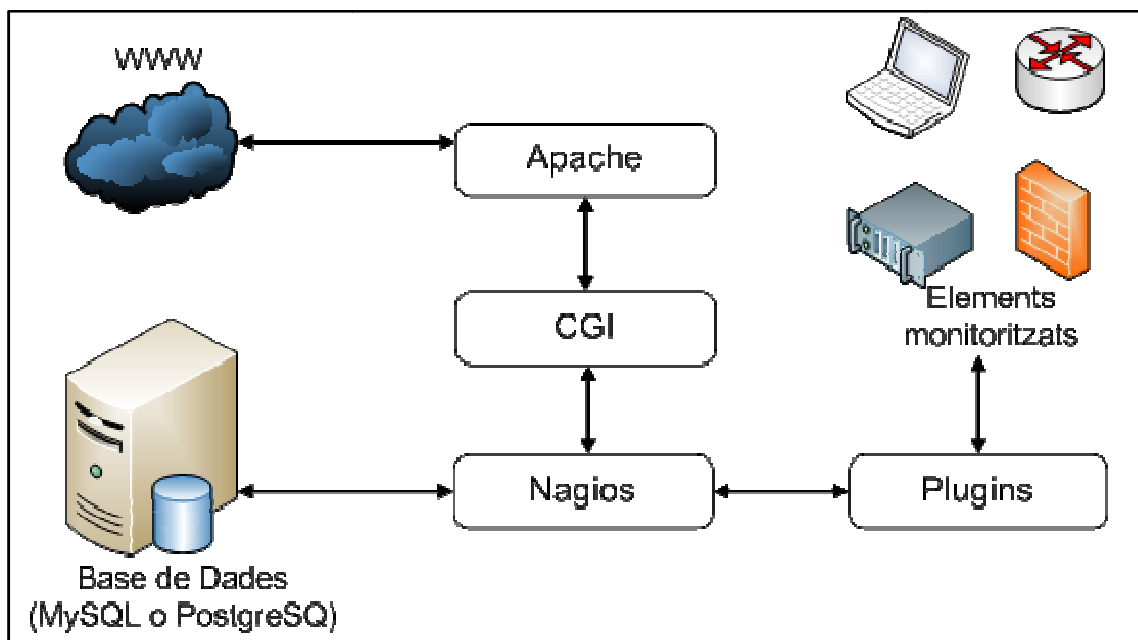 WWW
Apache
CGI
Elements
monitoritzats
Nagios
Plugins
Base de Dades
(MySQL o PostgreSQ)